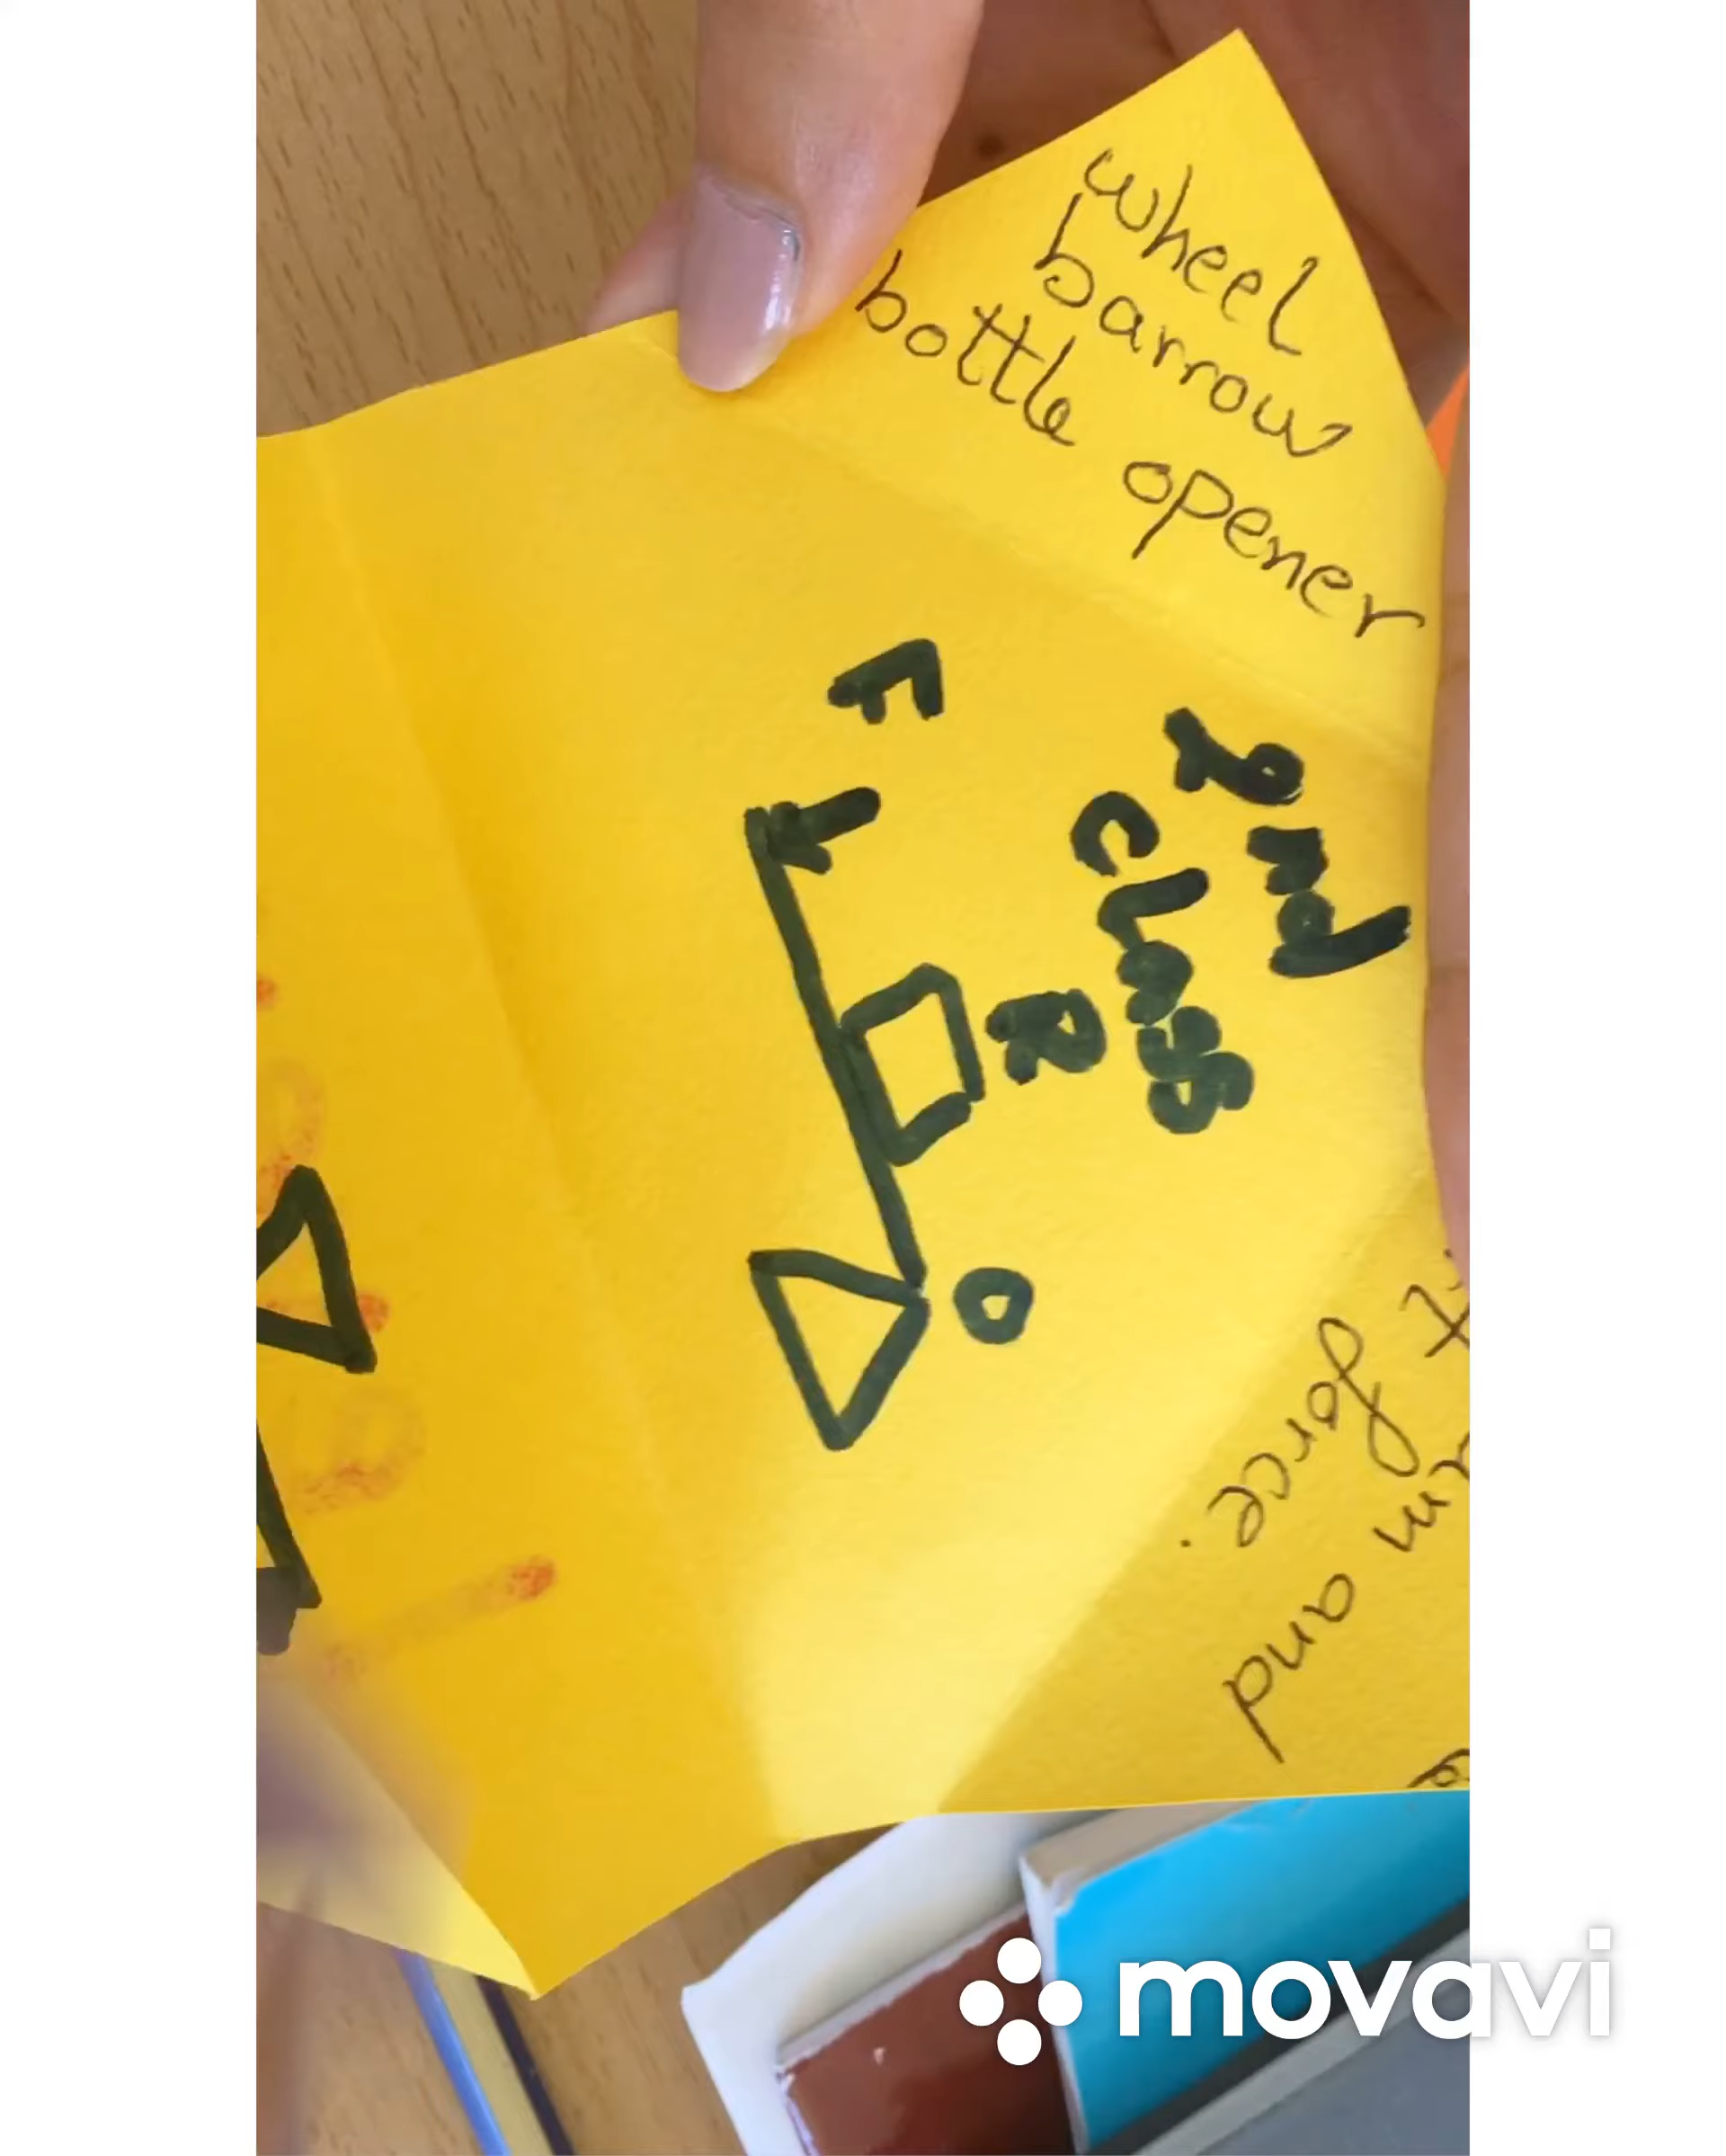 wheel
barrow
bottle opener
2nd
class
F
R
O
force.
and
movavi